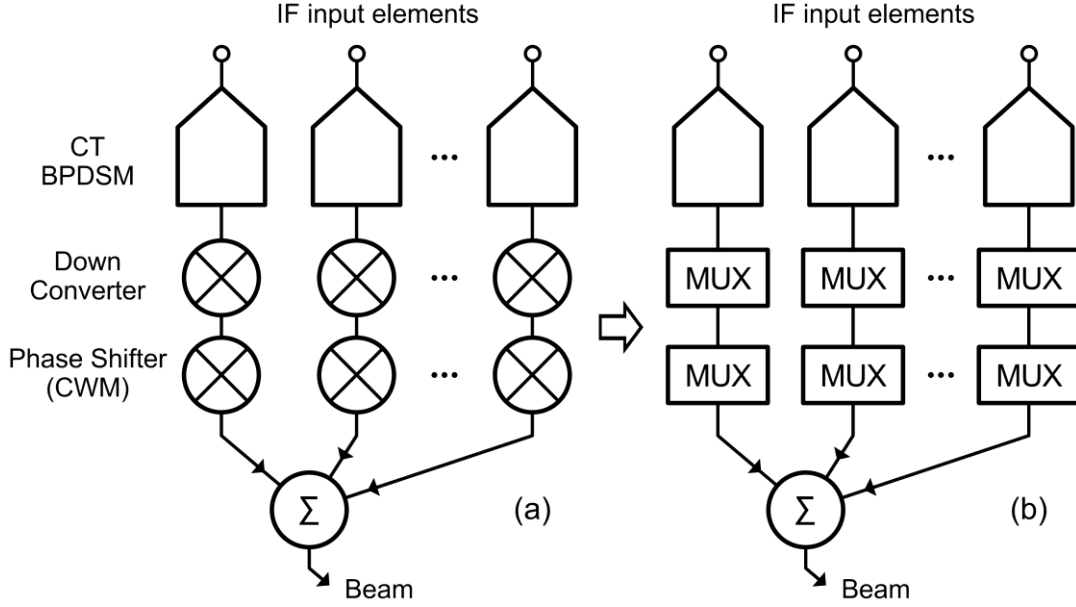 IF input elements
IF input elements
CT
BPDSM
...
...
Down
Converter
...
MUX
MUX
...
MUX
Phase Shifter
(CWM)
...
MUX
MUX
...
MUX
Σ
(a)
Σ
(b)
Beam
Beam